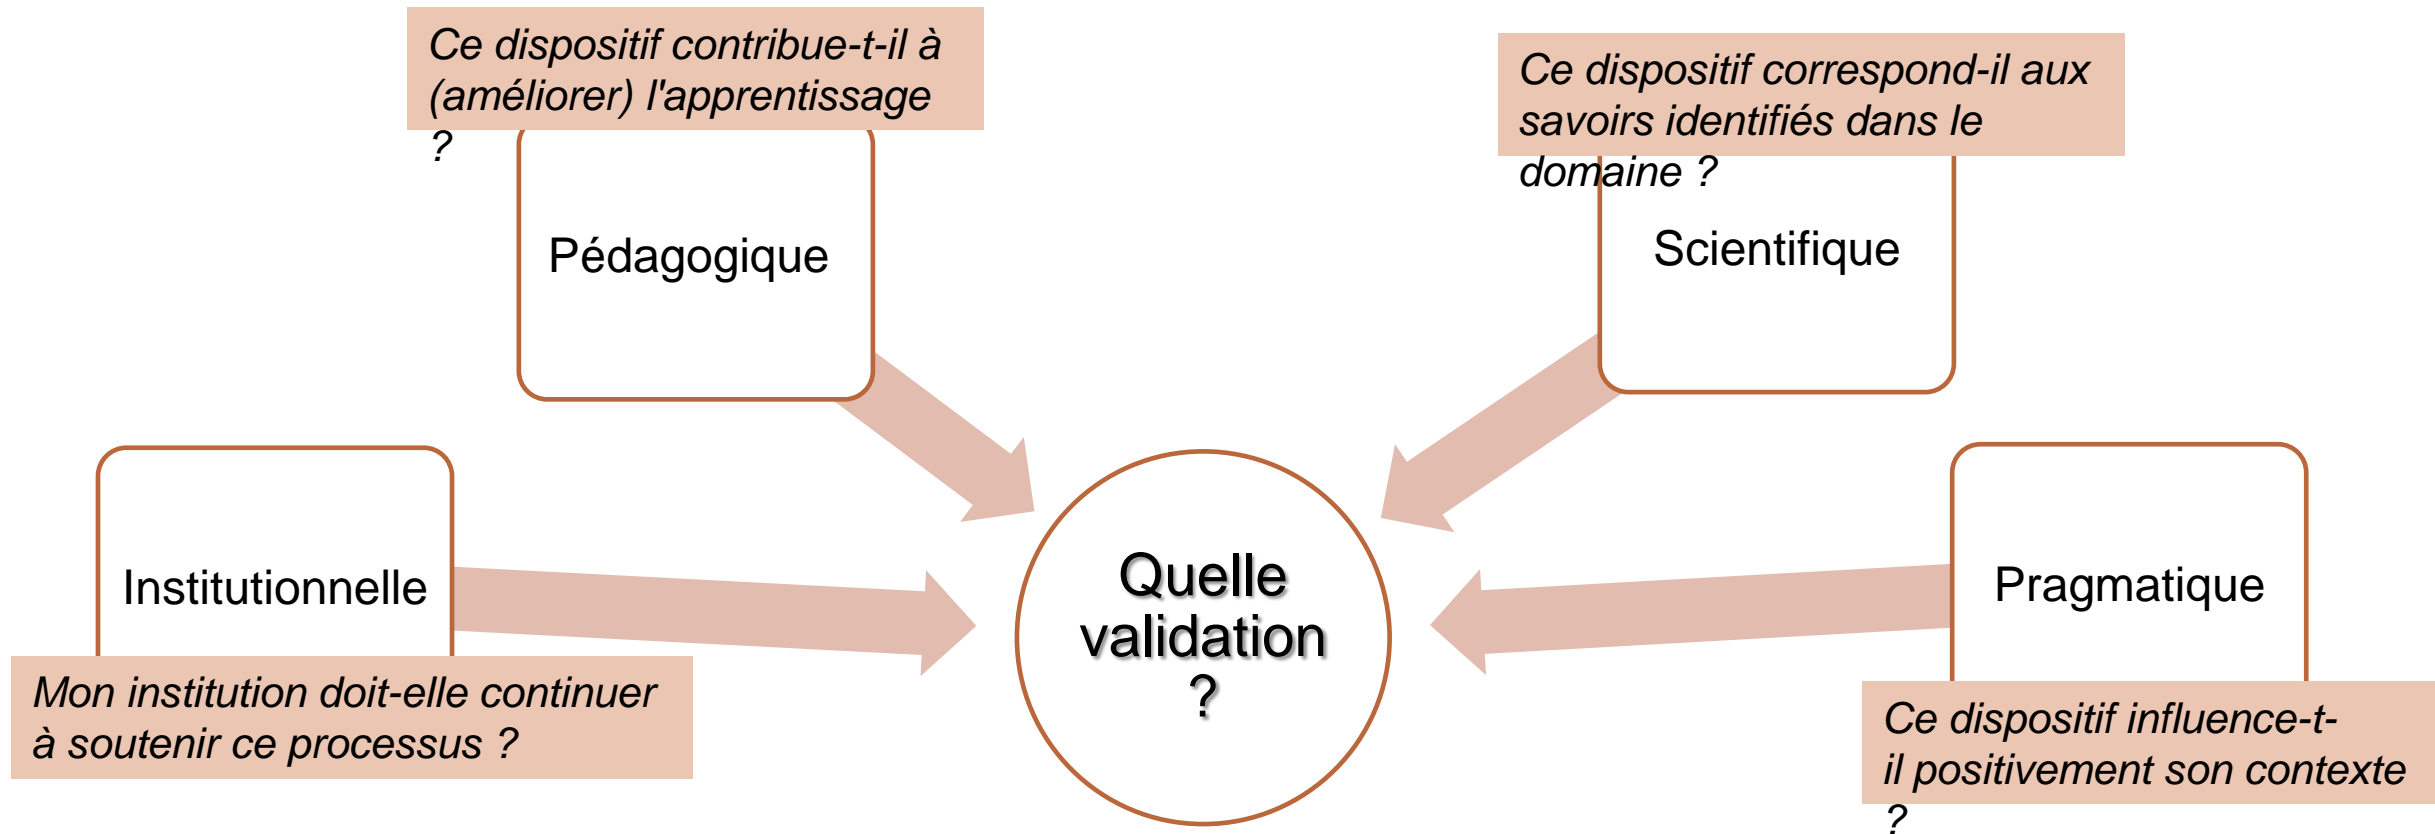 Ce dispositif contribue-t-il à
(améliorer) l'apprentissage
?
Pédagogique
Ce dispositif correspond-il aux
savoirs identifiés dans le
domaine ?
Scientifique
Institutionnelle
Mon institution doit-elle continuer
à soutenir ce processus ?
Quelle
validation
?
Pragmatique
Ce dispositif influence-t-
il positivement son contexte
?